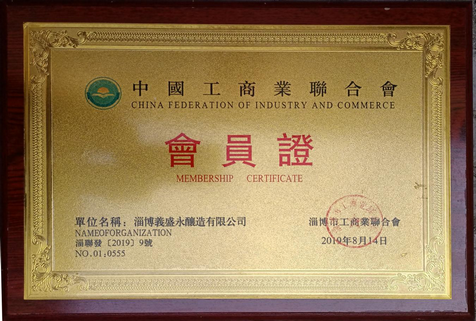 中國工商業聯合會
CHINA FEDERATION OF INDUSTRY AND COMMERCE
會員證
MEMBERSHIP CERTIFICATE
單位名稱：淄博義盛永釀造有限公司
NAMEOFORGANIZATION
淄聯發［2019］9號
NO.01:0555
淄博市工商業聯合會
2019年8月14日